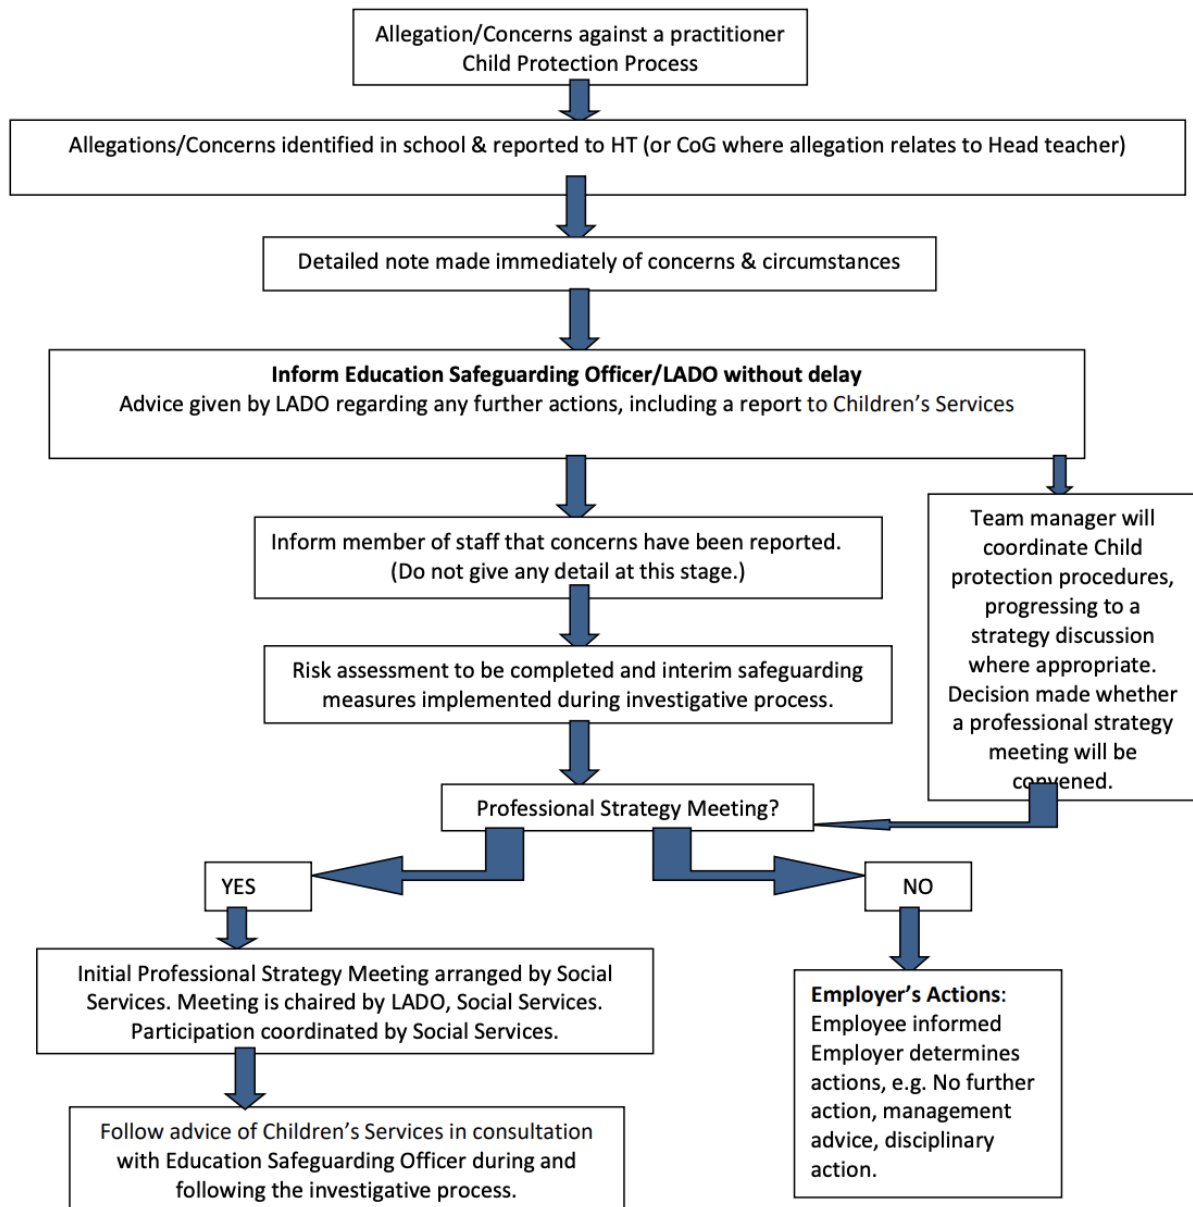 Allegation/Concerns against a practitioner
Child Protection Process
Allegations/Concerns identified in school & reported to HT (or CoG where allegation relates to Head teacher)
Detailed note made immediately of concerns & circumstances
Inform Education Safeguarding Officer/LADO without delay
Advice given by LADO regarding any further actions, including a report to Children's Services
Inform member of staff that concerns have been reported.
(Do not give any detail at this stage.)
Risk assessment to be completed and interim safeguarding
measures implemented during investigative process.
Team manager will
coordinate Child
protection procedures,
progressing to a
strategy discussion
where appropriate.
Decision made whether
a professional strategy
meeting will be
convened.
Professional Strategy Meeting?
YES
NO
Initial Professional Strategy Meeting arranged by Social
Services. Meeting is chaired by LADO, Social Services.
Participation coordinated by Social Services.
Follow advice of Children's Services in consultation
with Education Safeguarding Officer during and
following the investigative process.
Employer's Actions:
Employee informed
Employer determines
actions, e.g. No further
action, management
advice, disciplinary
action.